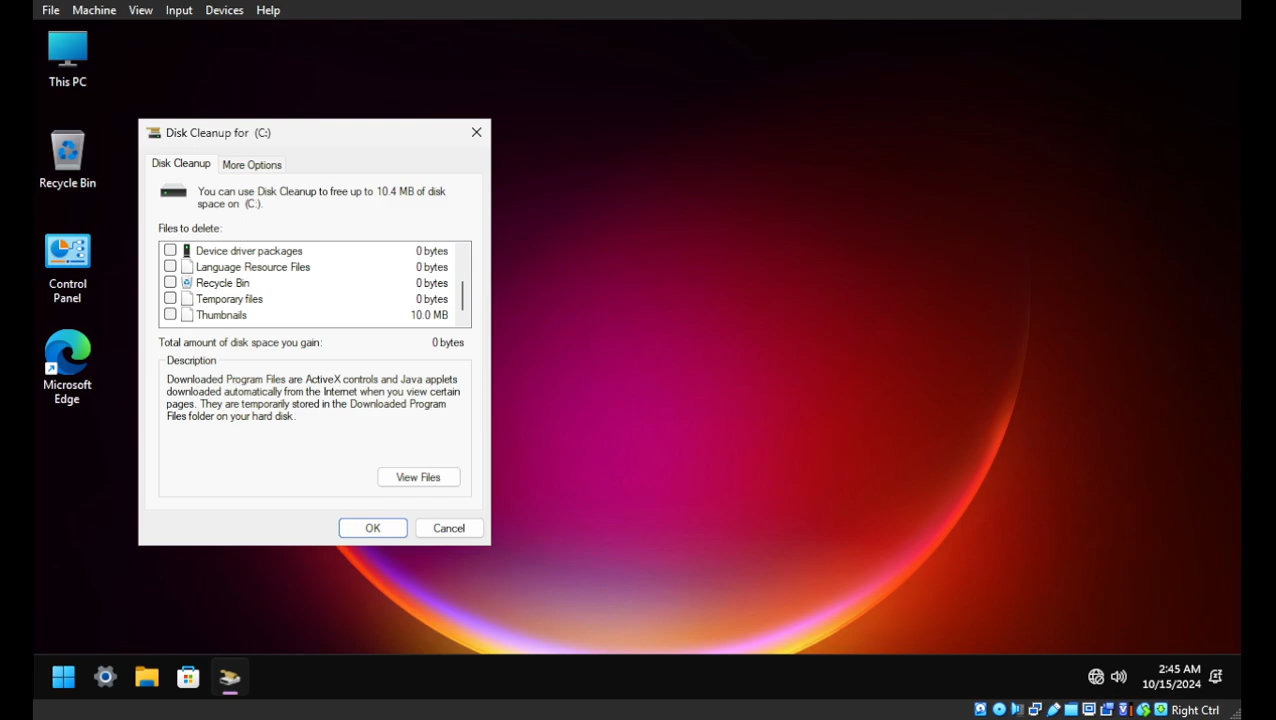 File Machine View Input Devices Help
This PC
Recycle Bin
Control
Panel
Microsoft
Edge
Disk Cleanup for (C:)
Disk Cleanup More Options
You can use Disk Cleanup to free up to 10.4 MB of disk
space on (C:).
Files to delete:
Device driver packages 0 bytes
Language Resource Files 0 bytes
Recycle Bin 0 bytes
Temporary files 0 bytes
Thumbnails 10.0 MB
Total amount of disk space you gain: 0 bytes
Description
Downloaded Program Files are ActiveX controls and Java applets
downloaded automatically from the Internet when you view certain
pages. They are temporarily stored in the Downloaded Program
Files folder on your hard disk.
View Files
OK Cancel
2:45 AM
10/15/2024
Right Ctrl